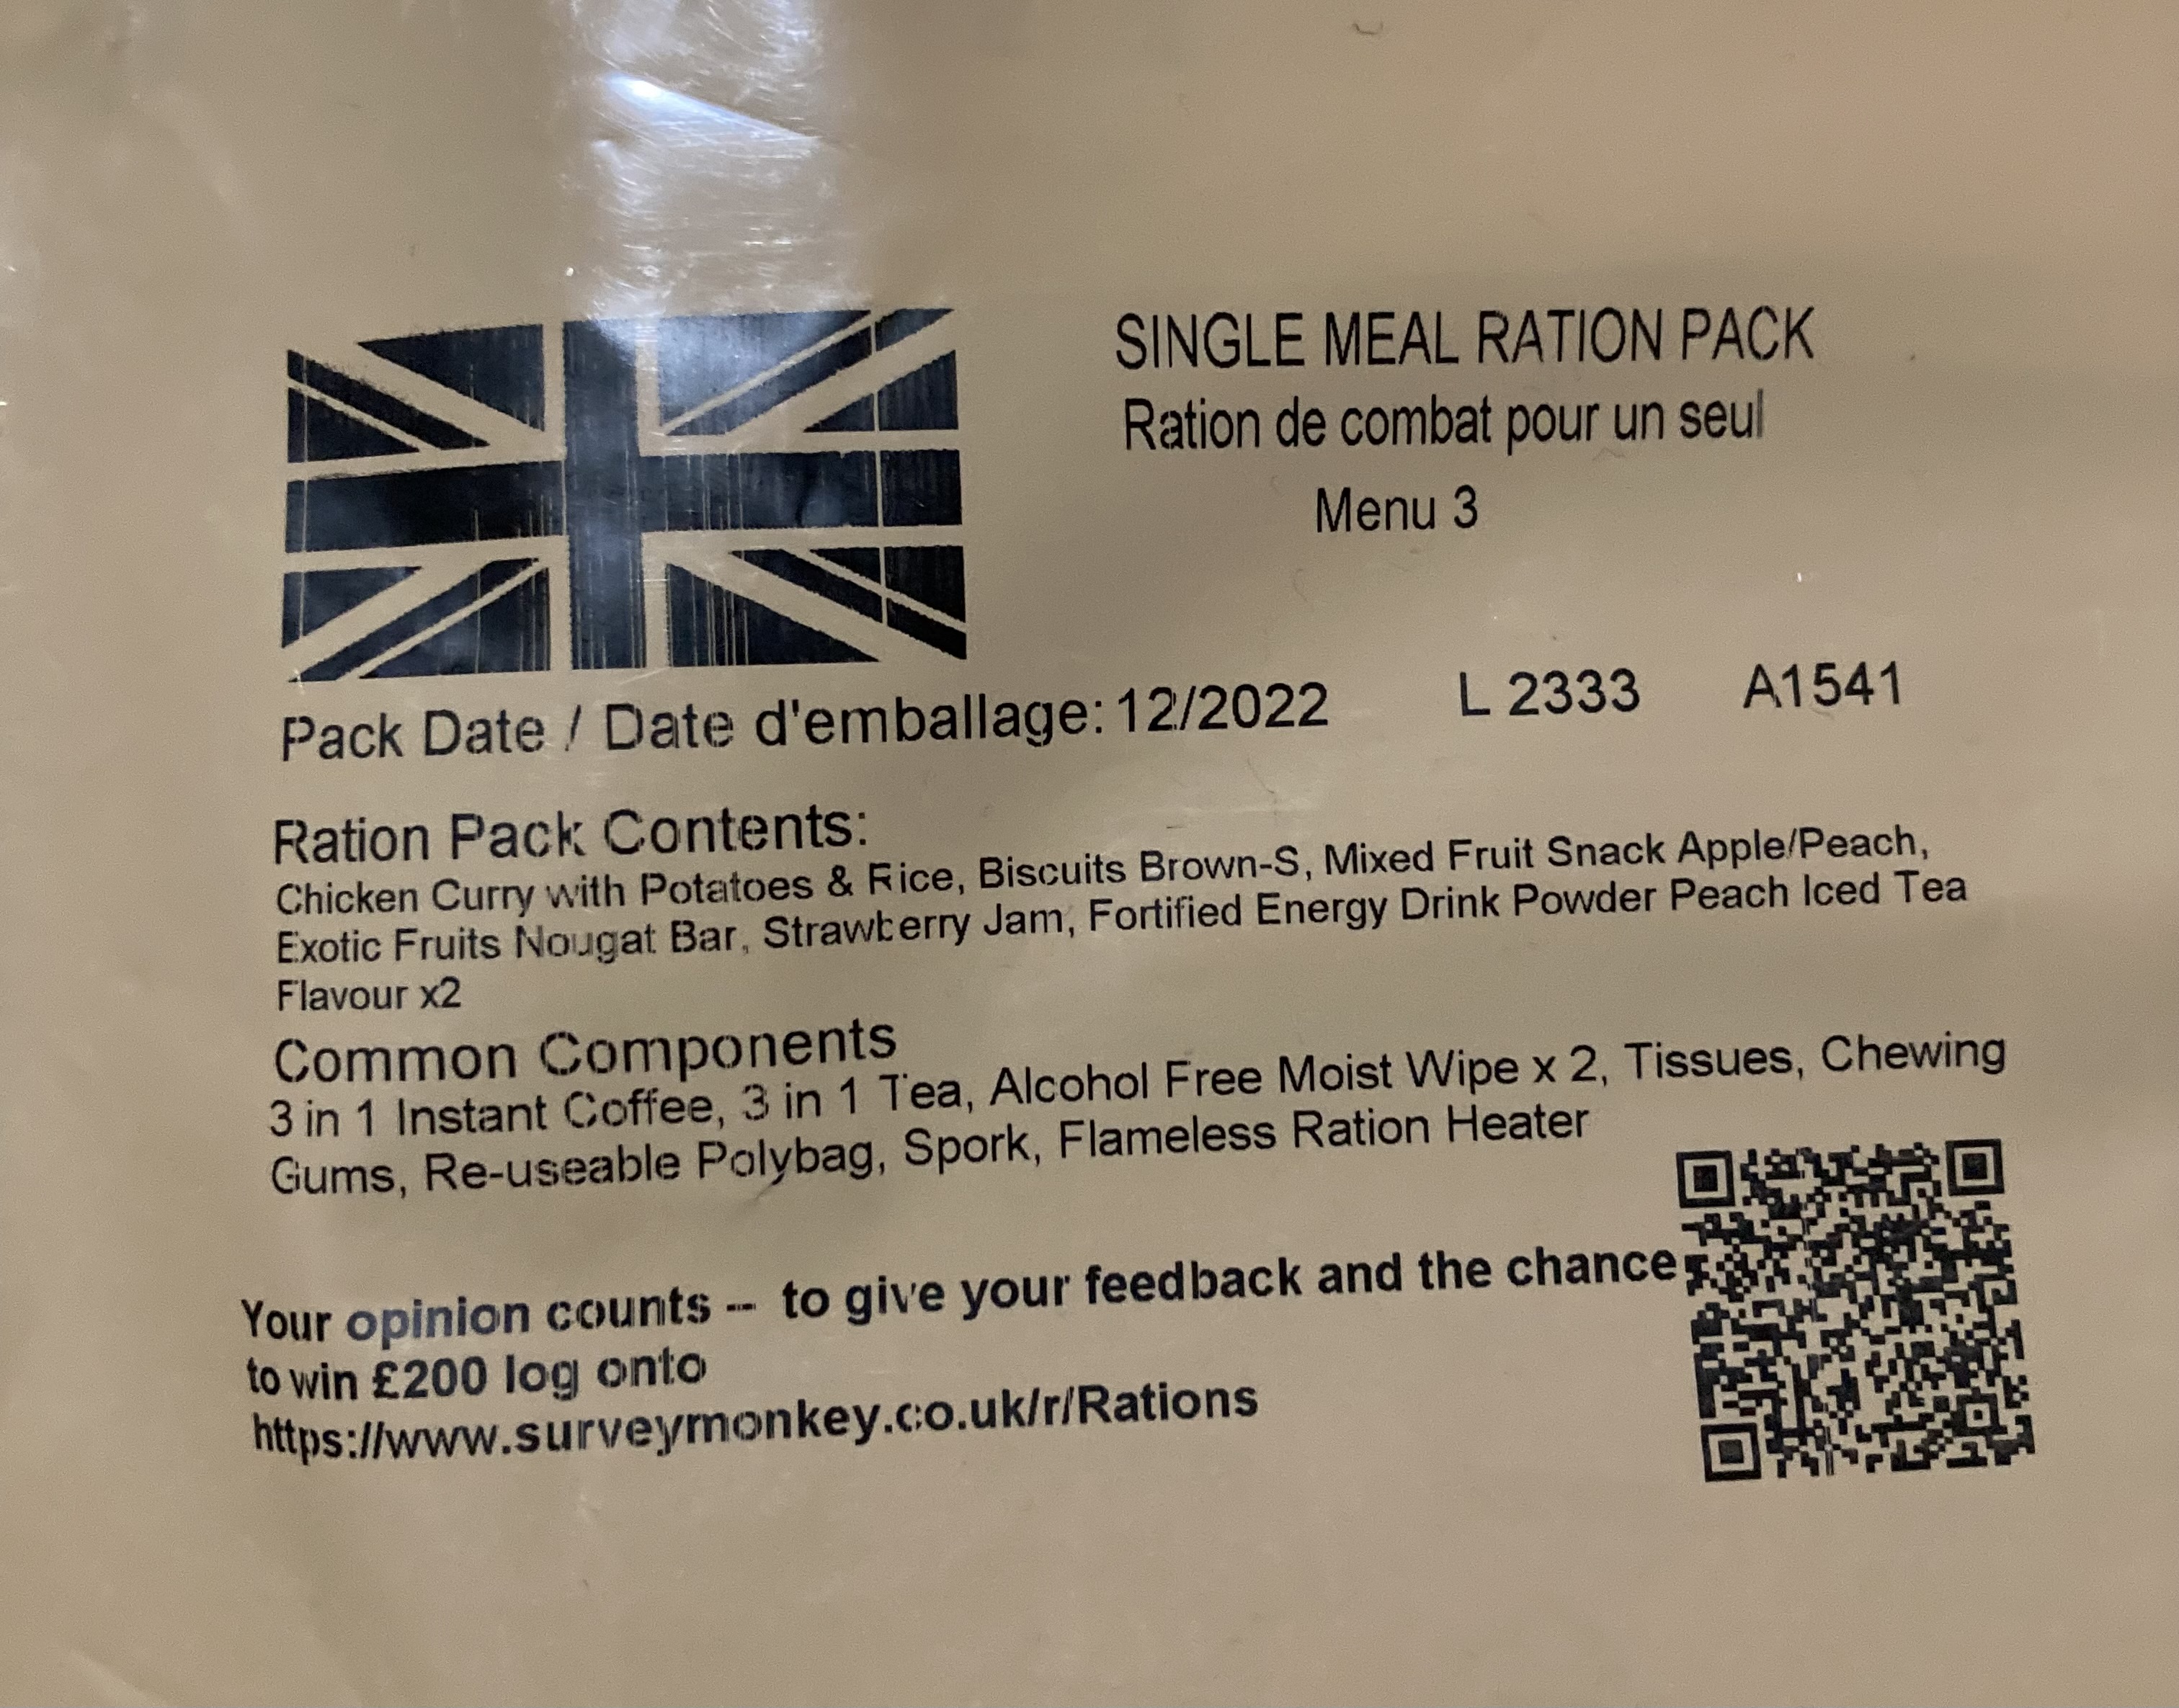 SINGLE MEAL RATION PACK
Ration de combat pour un seul
Menu 3
Pack Date / Date d'emballage: 12/2022 L 2333 A1541
Ration Pack Contents:
Chicken Curry with Potatoes & Rice, Biscuits Brown-S, Mixed Fruit Snack Apple/Peach,
Exotic Fruits Nougat Bar, Strawberry Jam, Fortified Energy Drink Powder Peach Iced Tea
Flavour x2
Common Components
3 in 1 Instant Coffee, 3 in 1 Tea, Alcohol Free Moist Wipe x 2, Tissues, Chewing
Gums, Re-useable Polybag, Spork, Flameless Ration Heater
Your opinion counts -- to give your feedback and the chance
to win £200 log onto
https://www.surveymonkey.co.uk/r/Rations